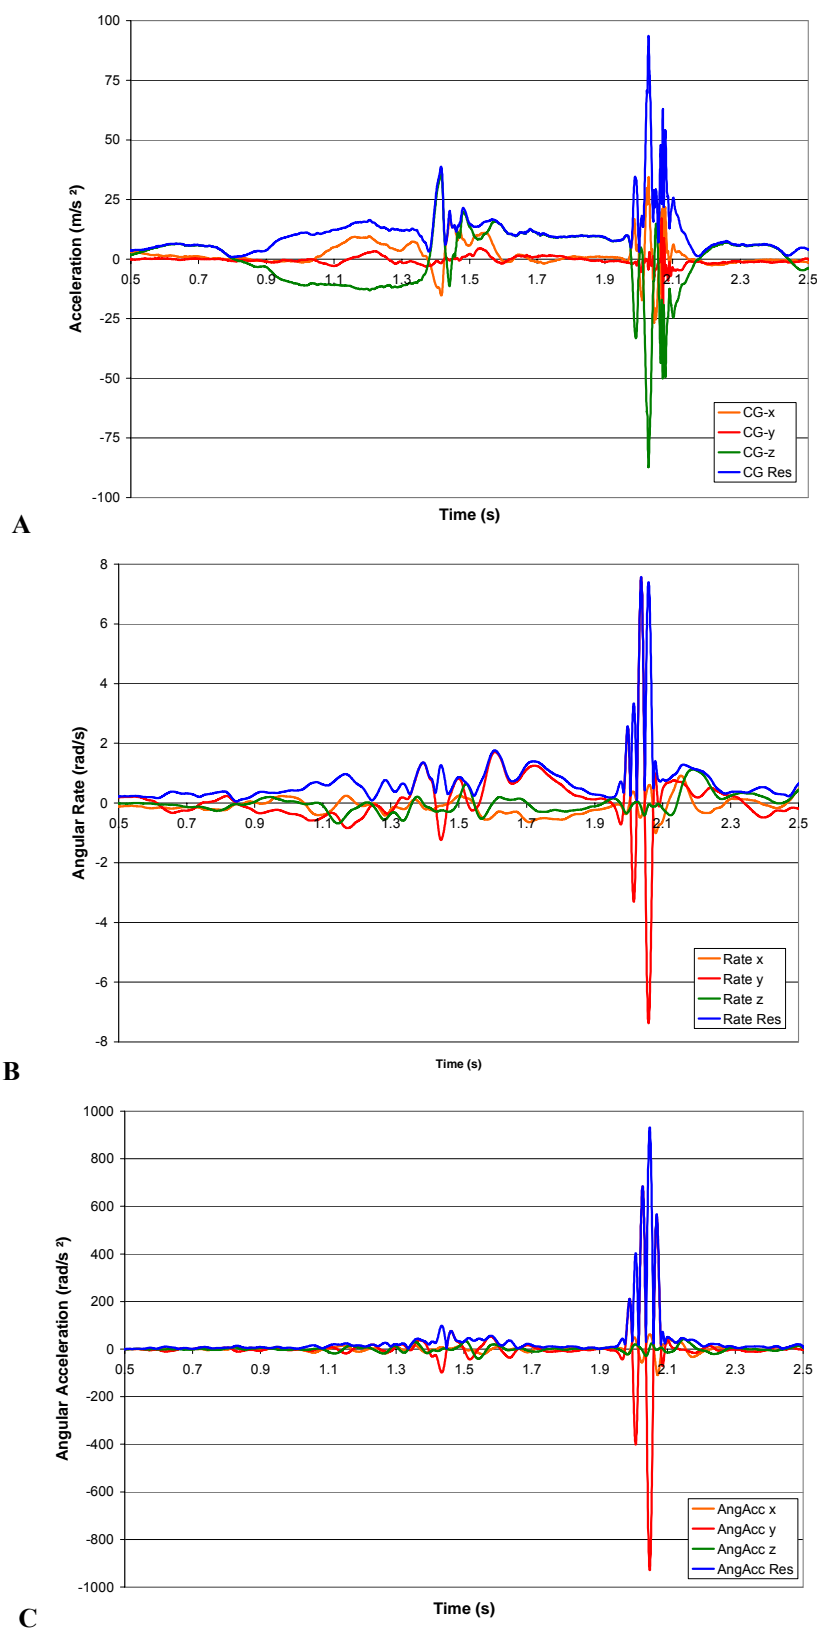 100
75
50
25
0
-25
-50
-75
-100
0.5 0.7 0.9 1.1 1.3 1.5 1.7 1.9 2.1 2.3 2.5
Acceleration (m/s ²)
Time (s)
CG-x
CG-y
CG-z
CG Res
A
8
6
4
2
0
-2
-4
-6
-8
0.5 0.7 0.9 1.1 1.3 1.5 1.7 1.9 2.1 2.3 2.5
Angular Rate (rad/s)
Time (s)
Rate x
Rate y
Rate z
Rate Res
B
1000
800
600
400
200
0
-200
-400
-600
-800
-1000
0.5 0.7 0.9 1.1 1.3 1.5 1.7 1.9 2.1 2.3 2.5
Angular Acceleration (rad/s ²)
Time (s)
AngAcc x
AngAcc y
AngAcc z
AngAcc Res
C